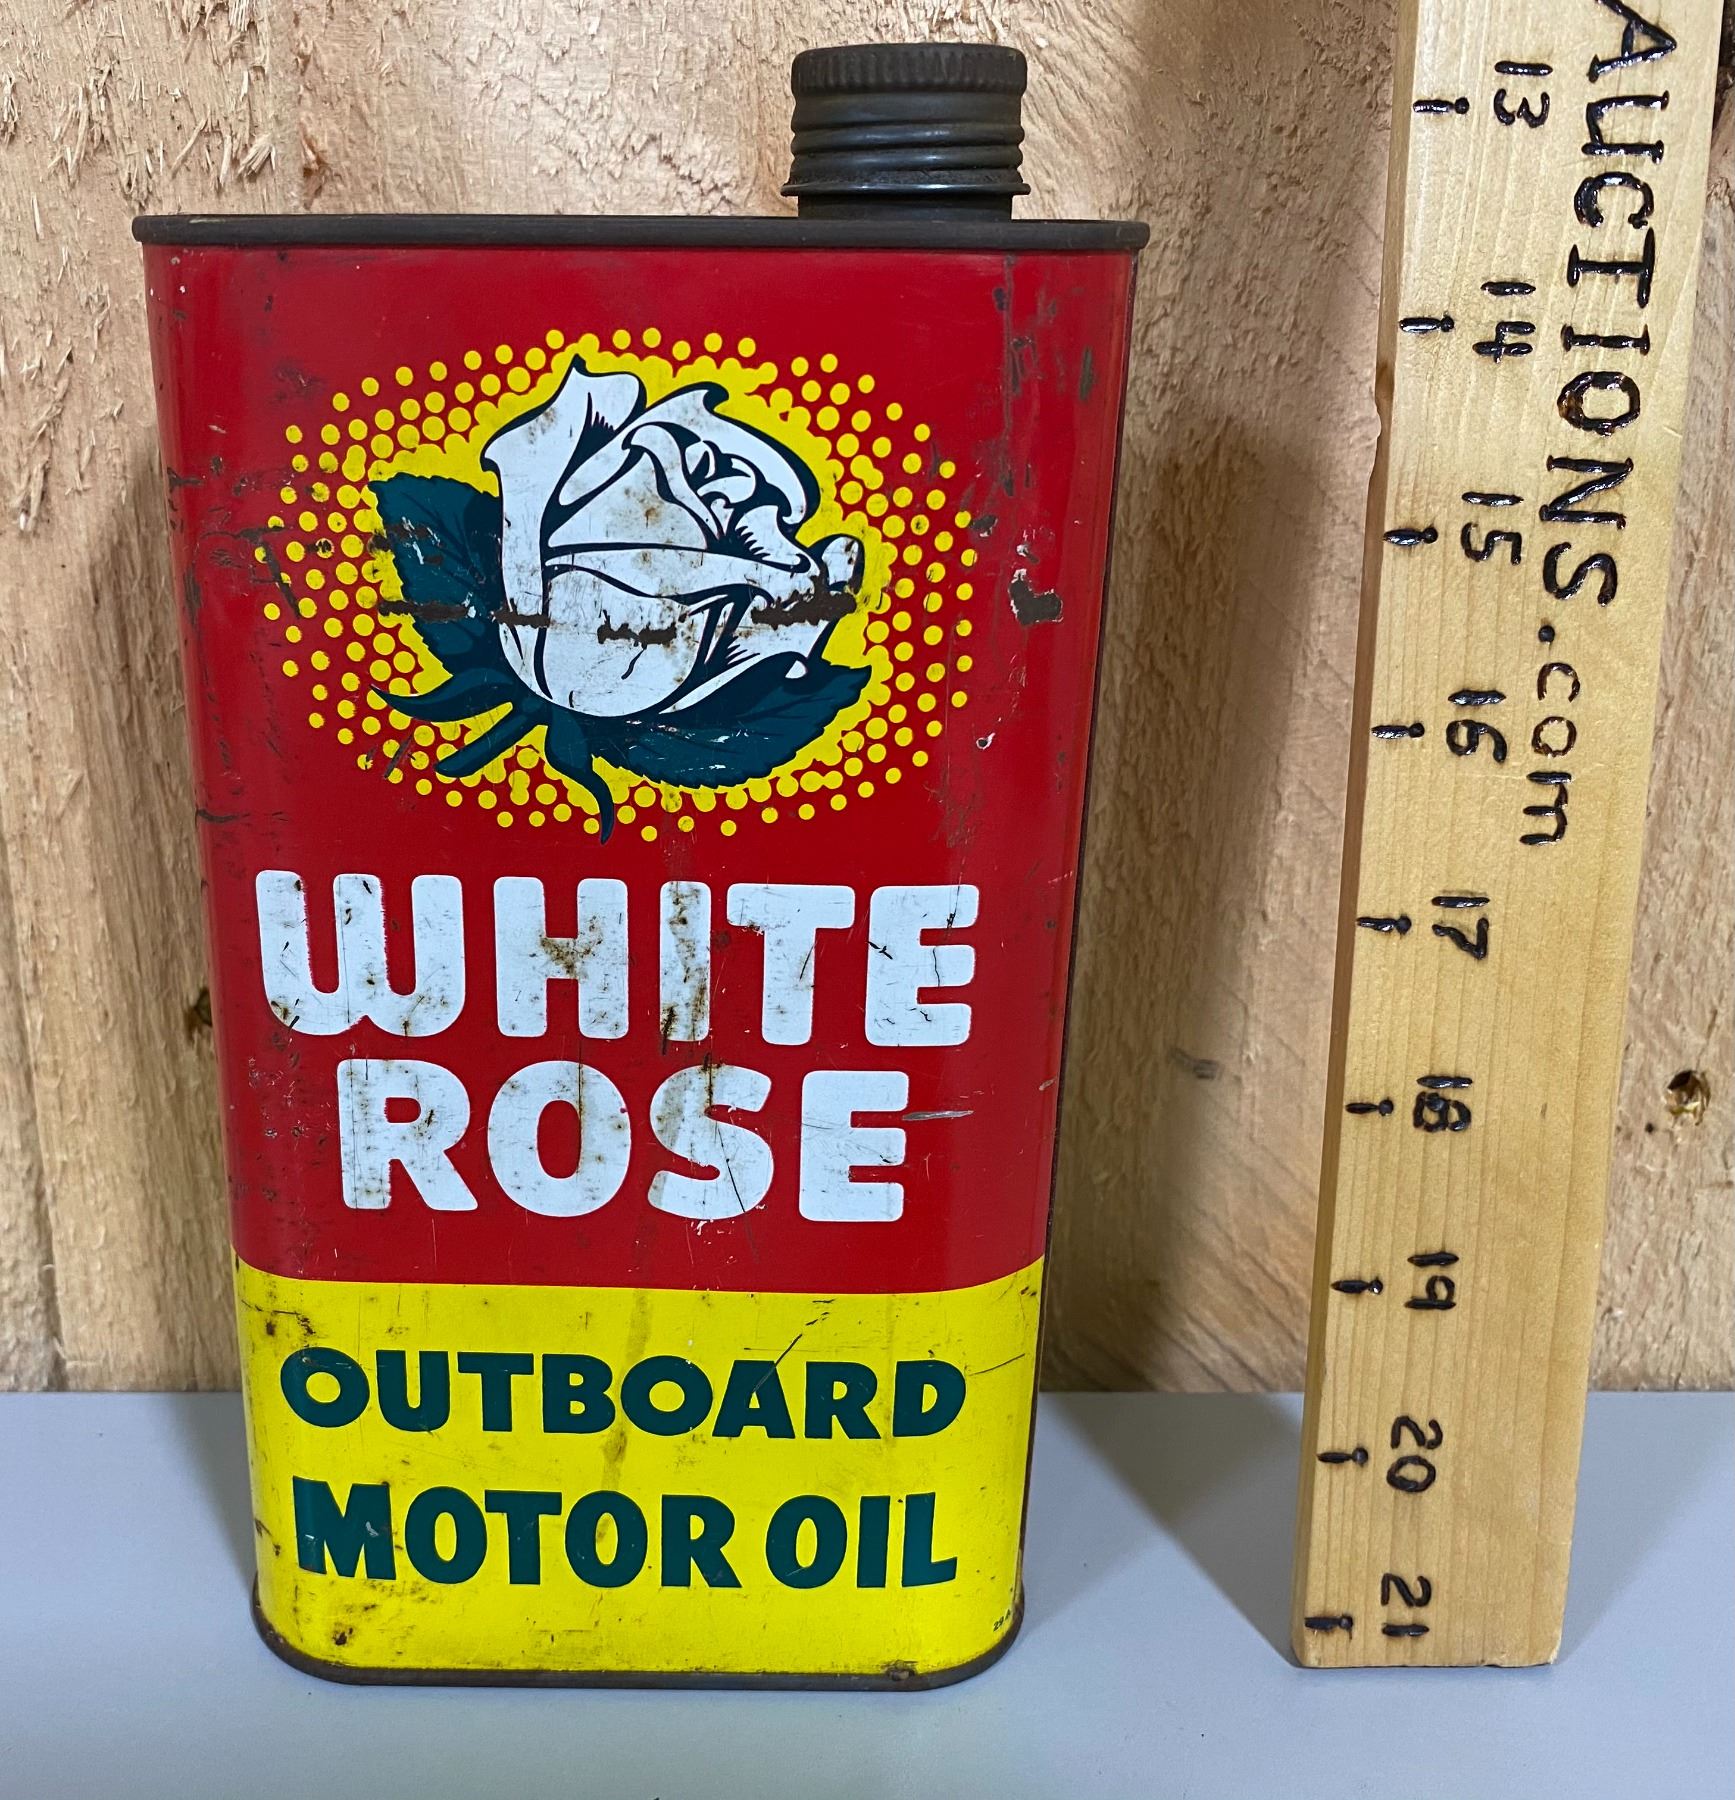 WHITE
ROSE
OUTBOARD
MOTOR OIL
AUCTIONS.com
13
14
15
16
17
18
19
20
21